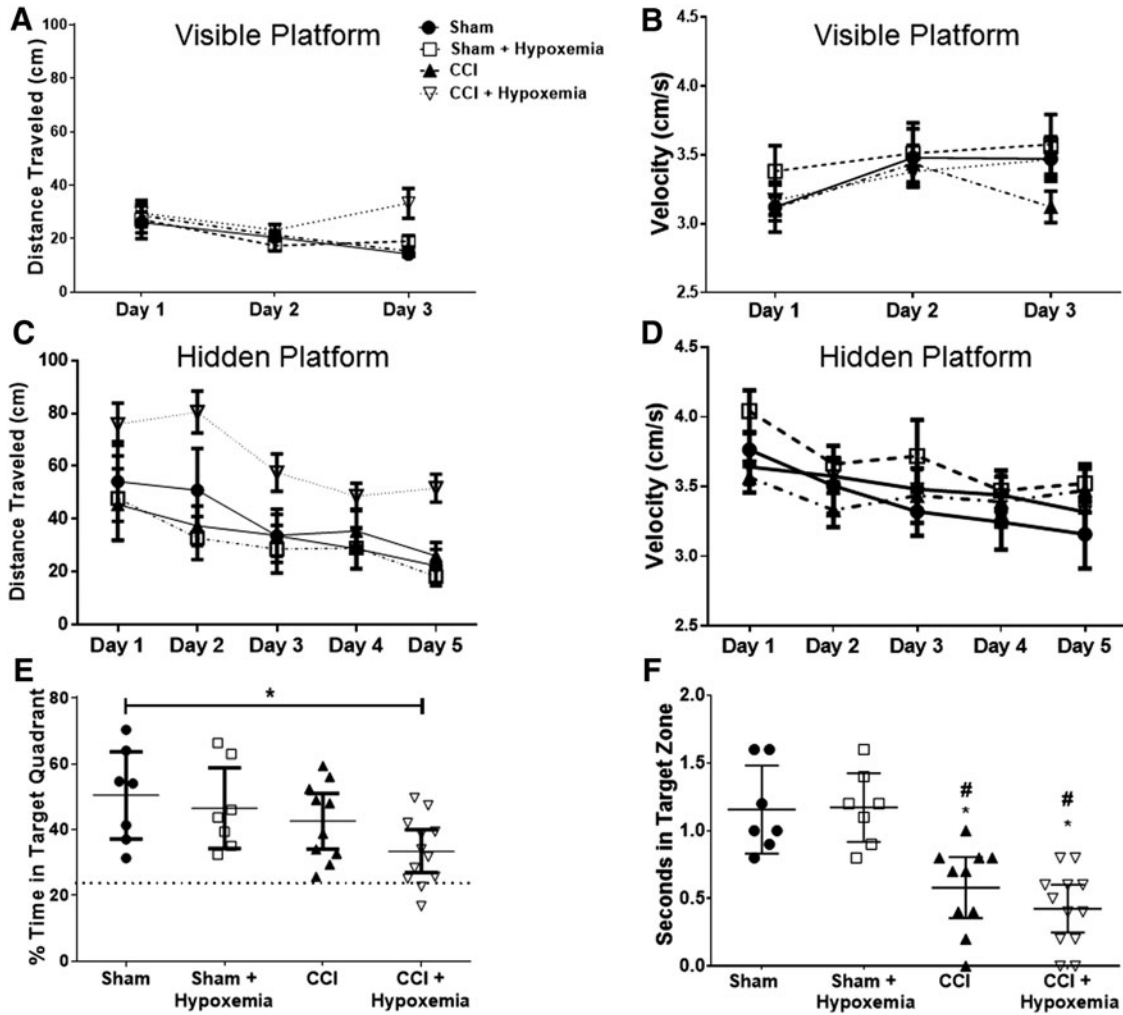 A
Visible Platform
Sham
Sham + Hypoxemia
CCI
CCI + Hypoxemia
Distance Traveled (cm)
100
80
60
40
20
0
Day 1 Day 2 Day 3
B
Visible Platform
Velocity (cm/s)
4.5
4.0
3.5
3.0
2.5
Day 1 Day 2 Day 3
C
Hidden Platform
Distance Traveled (cm)
100
80
60
40
20
0
Day 1 Day 2 Day 3 Day 4 Day 5
D
Hidden Platform
Velocity (cm/s)
4.5
4.0
3.5
3.0
2.5
Day 1 Day 2 Day 3 Day 4 Day 5
E
% Time in Target Quadrant
80
60
40
20
0
*
Sham Sham + CCI CCI +
Hypoxemia Hypoxemia
F
Seconds in Target Zone
2.0
1.5
1.0
0.5
0.0
# #
* *
Sham Sham + CCI CCI +
Hypoxemia Hypoxemia